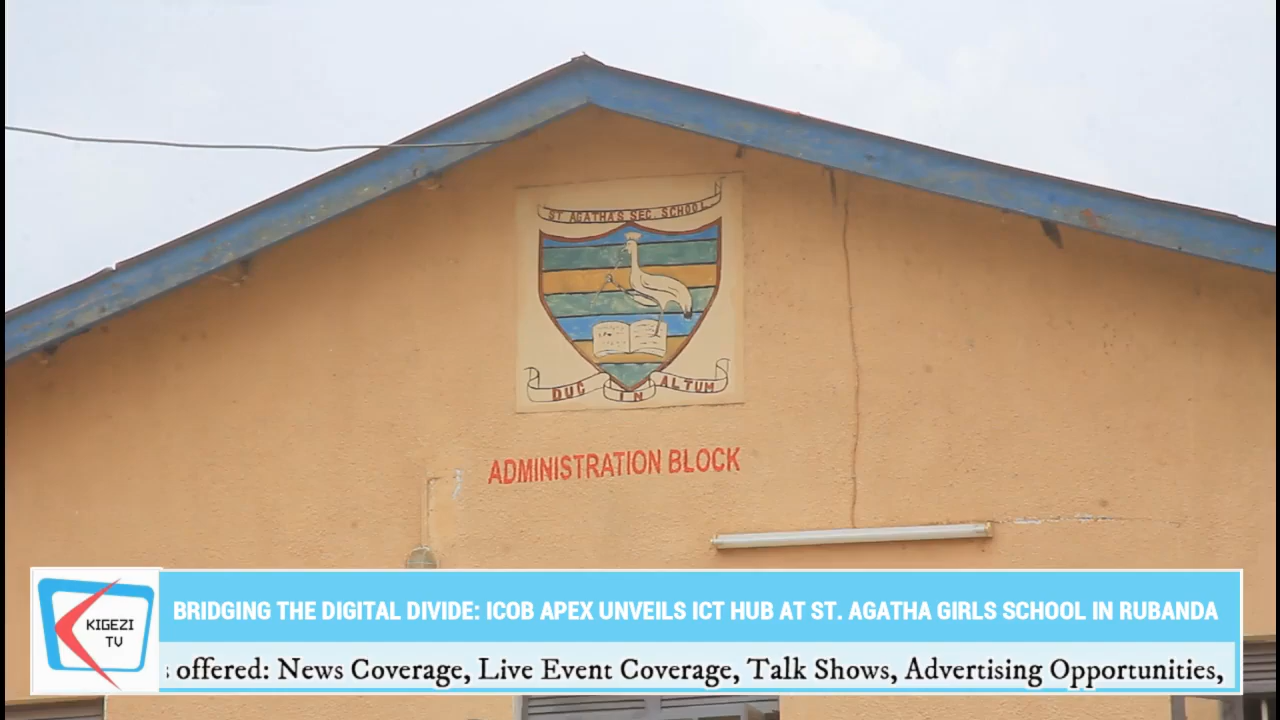 ST AGATHA'S SEC. SCHOOL
DUC IN ALTUM
ADMINISTRATION BLOCK
KIGEZI
TV
BRIDGING THE DIGITAL DIVIDE: ICOB APEX UNVEILS ICT HUB AT ST. AGATHA GIRLS SCHOOL IN RUBANDA
offered: News Coverage, Live Event Coverage, Talk Shows, Advertising Opportunities,